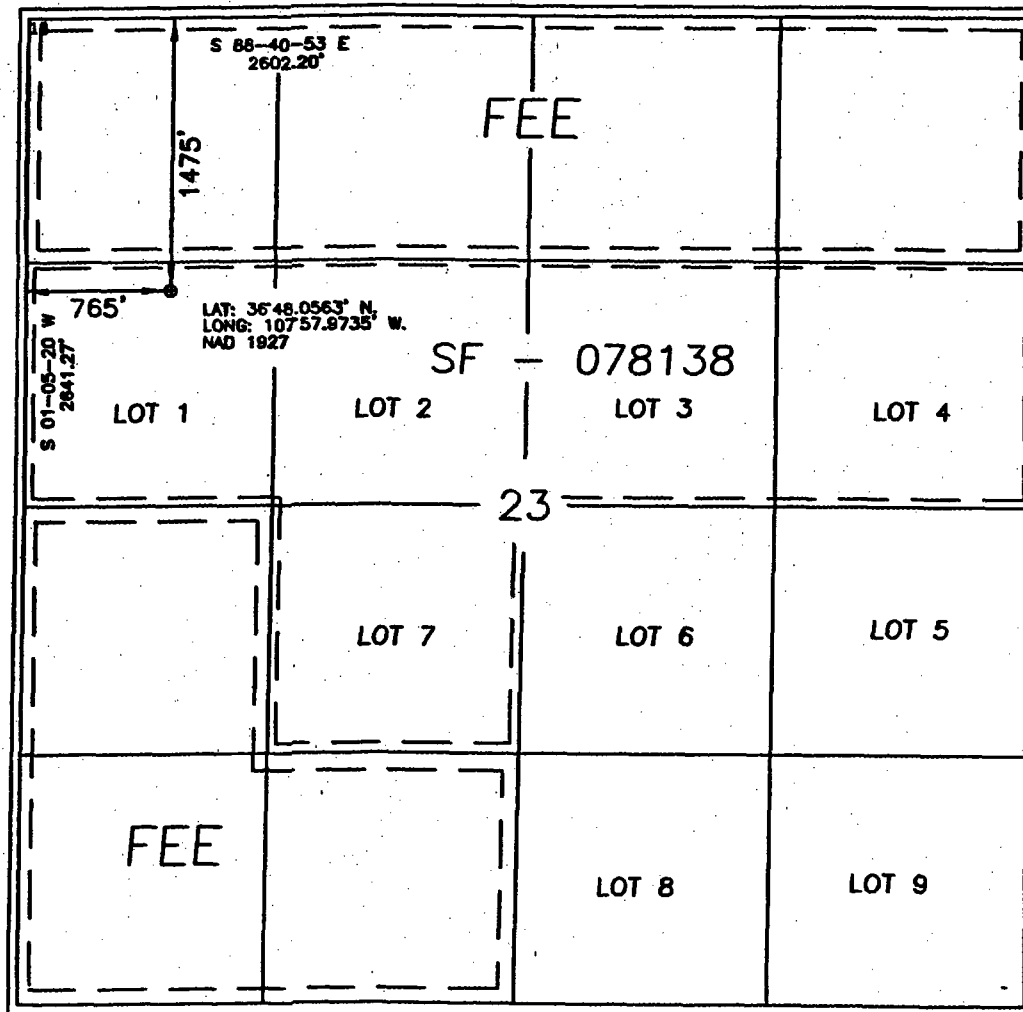 S 88-40-53 E
2602.20'
FEE
1475'
765'
LAT: 36°48.0563' N,
LONG: 107°57.9735' W.
NAD 1927
S 01-05-20 W
2641.27'
SF - 078138
LOT 1
LOT 2
LOT 3
LOT 4
23
LOT 7
LOT 6
LOT 5
FEE
LOT 8
LOT 9